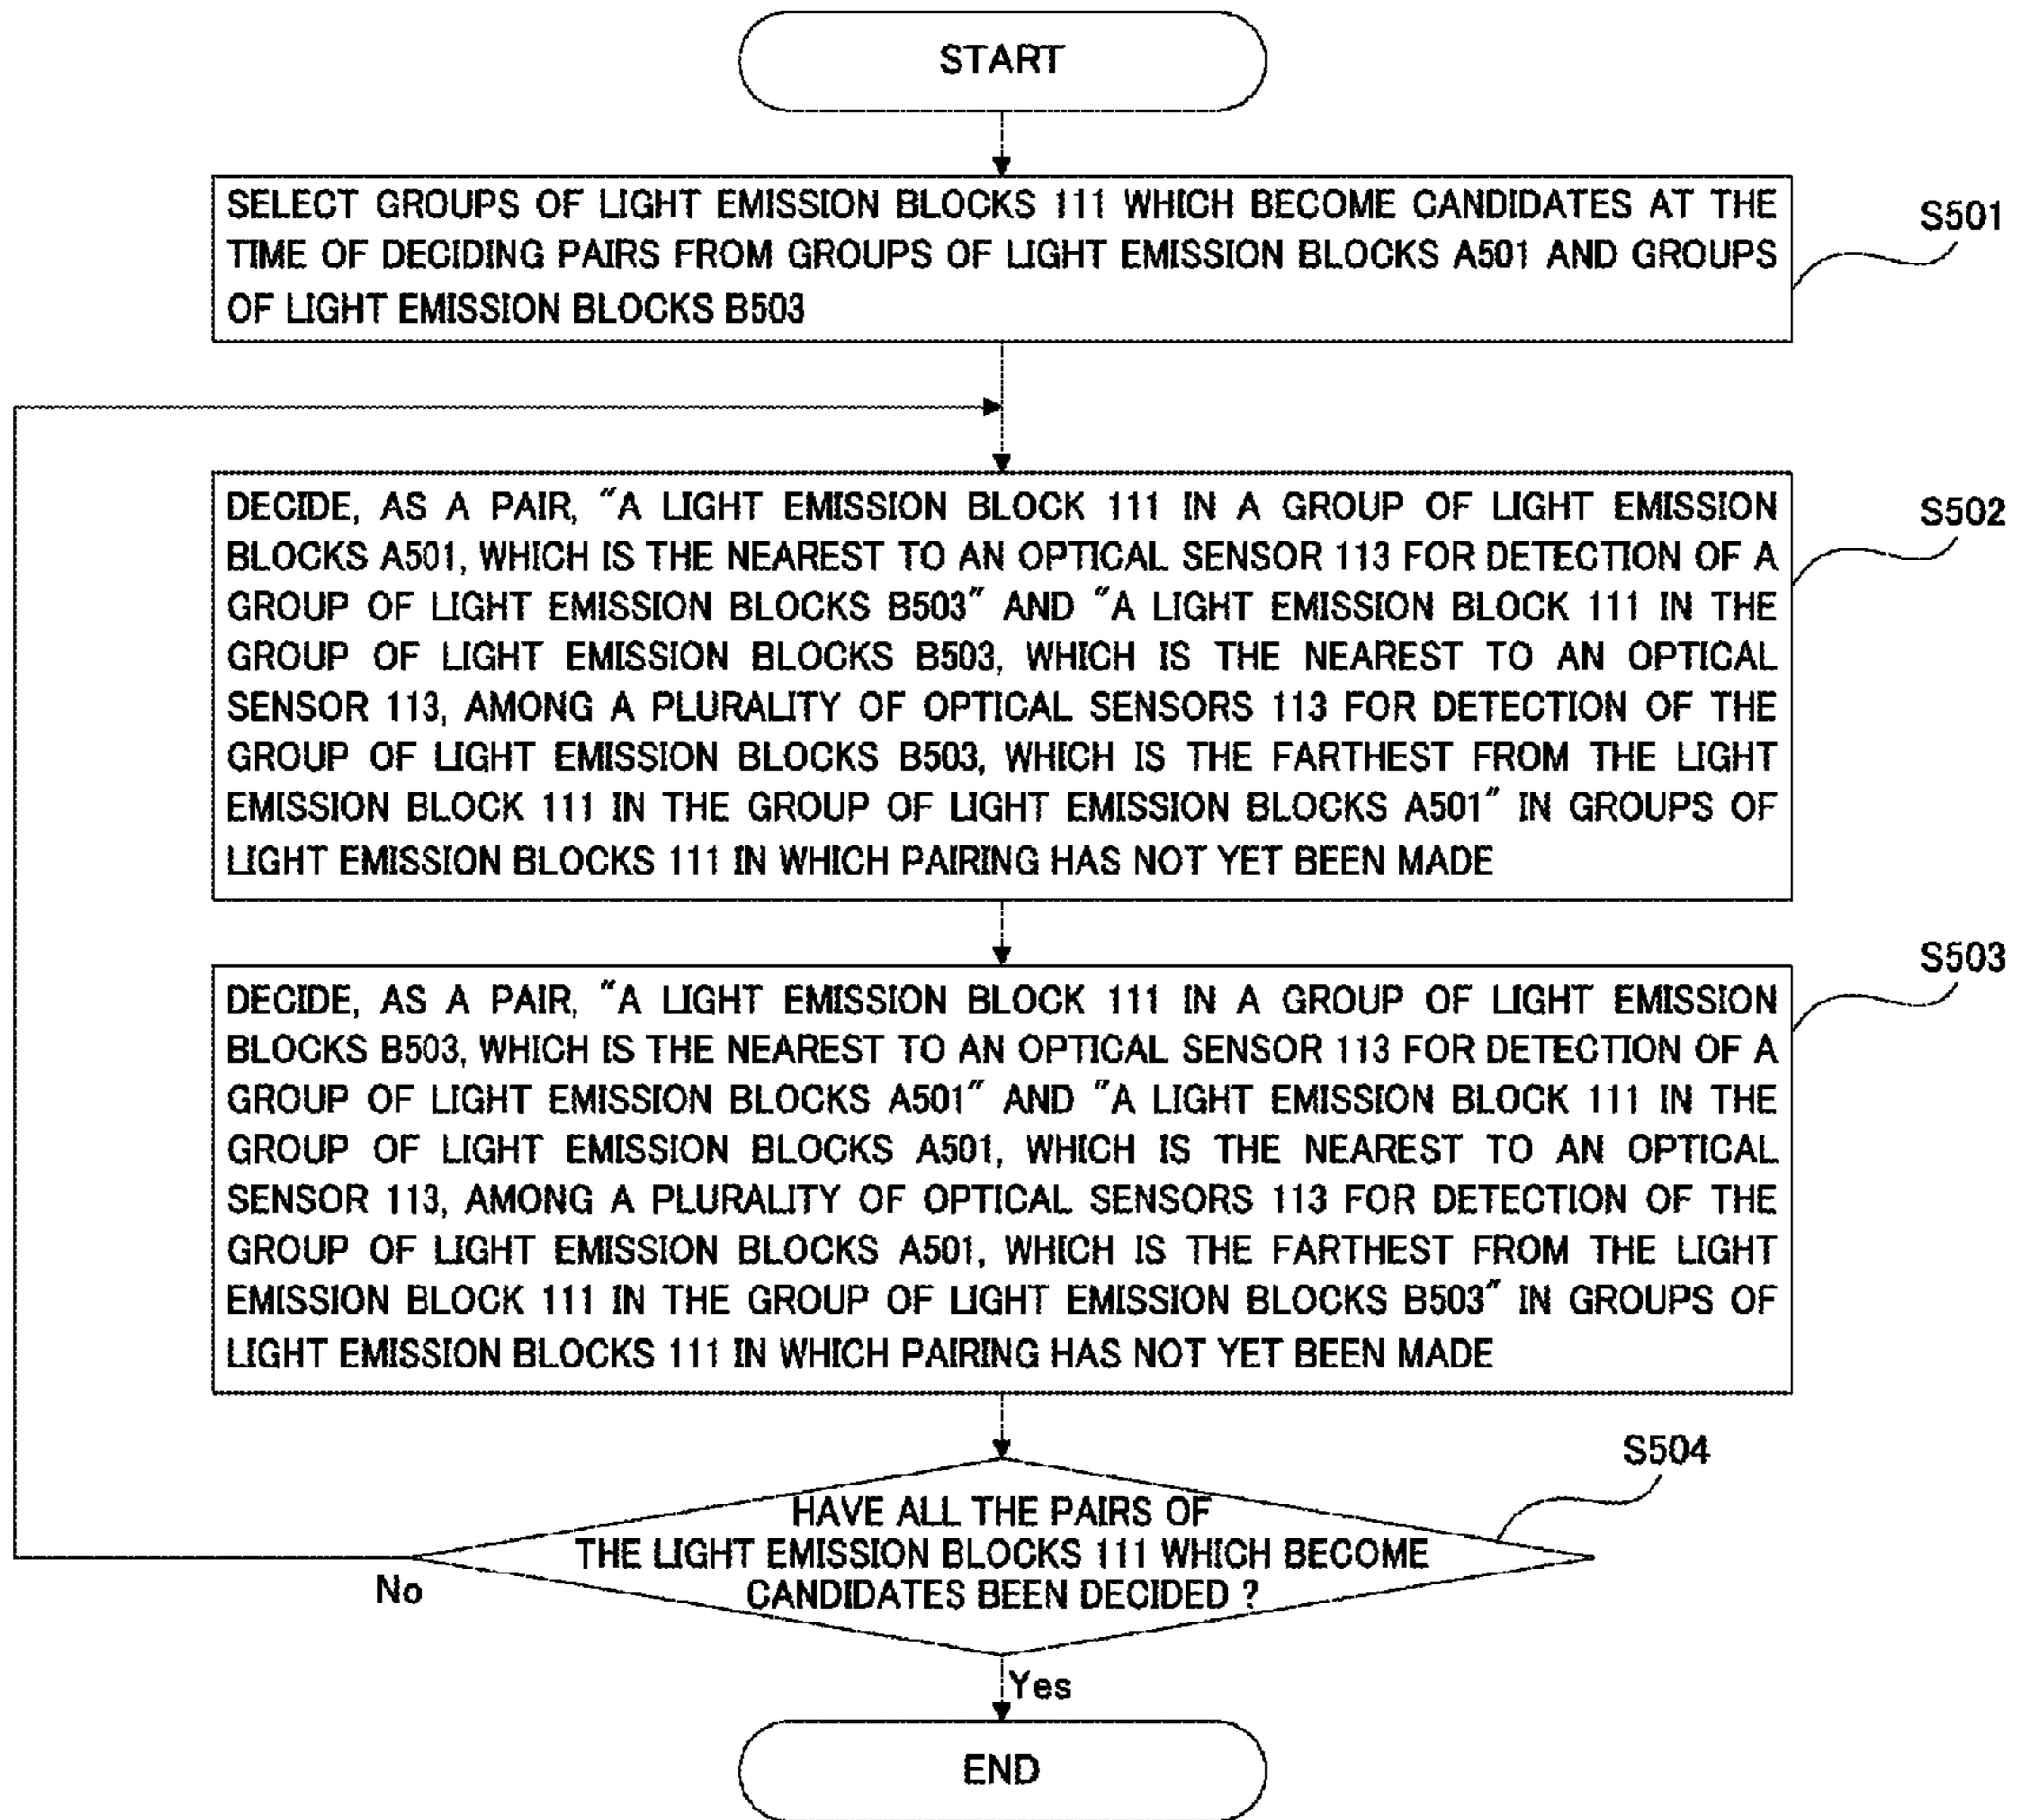 START
SELECT GROUPS OF LIGHT EMISSION BLOCKS 111 WHICH BECOME CANDIDATES AT THE
TIME OF DECIDING PAIRS FROM GROUPS OF LIGHT EMISSION BLOCKS A501 AND GROUPS
OF LIGHT EMISSION BLOCKS B503
S501
DECIDE, AS A PAIR, "A LIGHT EMISSION BLOCK 111 IN A GROUP OF LIGHT EMISSION
BLOCKS A501, WHICH IS THE NEAREST TO AN OPTICAL SENSOR 113 FOR DETECTION OF A
GROUP OF LIGHT EMISSION BLOCKS B503" AND "A LIGHT EMISSION BLOCK 111 IN THE
GROUP OF LIGHT EMISSION BLOCKS B503, WHICH IS THE NEAREST TO AN OPTICAL
SENSOR 113, AMONG A PLURALITY OF OPTICAL SENSORS 113 FOR DETECTION OF THE
GROUP OF LIGHT EMISSION BLOCKS B503, WHICH IS THE FARTHEST FROM THE LIGHT
EMISSION BLOCK 111 IN THE GROUP OF LIGHT EMISSION BLOCKS A501" IN GROUPS OF
LIGHT EMISSION BLOCKS 111 IN WHICH PAIRING HAS NOT YET BEEN MADE
S502
DECIDE, AS A PAIR, "A LIGHT EMISSION BLOCK 111 IN A GROUP OF LIGHT EMISSION
BLOCKS B503, WHICH IS THE NEAREST TO AN OPTICAL SENSOR 113 FOR DETECTION OF A
GROUP OF LIGHT EMISSION BLOCKS A501" AND "A LIGHT EMISSION BLOCK 111 IN THE
GROUP OF LIGHT EMISSION BLOCKS A501, WHICH IS THE NEAREST TO AN OPTICAL
SENSOR 113, AMONG A PLURALITY OF OPTICAL SENSORS 113 FOR DETECTION OF THE
GROUP OF LIGHT EMISSION BLOCKS A501, WHICH IS THE FARTHEST FROM THE LIGHT
EMISSION BLOCK 111 IN THE GROUP OF LIGHT EMISSION BLOCKS B503" IN GROUPS OF
LIGHT EMISSION BLOCKS 111 IN WHICH PAIRING HAS NOT YET BEEN MADE
S503
S504
HAVE ALL THE PAIRS OF
THE LIGHT EMISSION BLOCKS 111 WHICH BECOME
CANDIDATES BEEN DECIDED ?
No
Yes
END